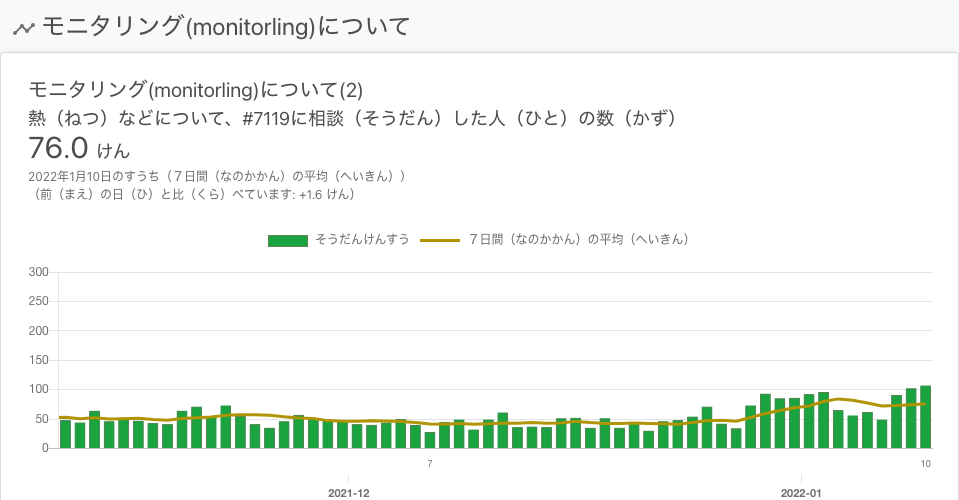 モニタリング(monitorling)について
モニタリング(monitorling)について(2)
熱（ねつ）などについて、#7119に相談（そうだん）した人（ひと）の数（かず）
76.0 けん
2022年1月10日のすうち（７日間（なのかかん）の平均（へいきん））
（前（まえ）の日（ひ）と比（くら）べています: +1.6 けん）
そうだんけんすう ７日間（なのかかん）の平均（へいきん）
300
250
200
150
100
50
0
7 10
2021-12 2022-01